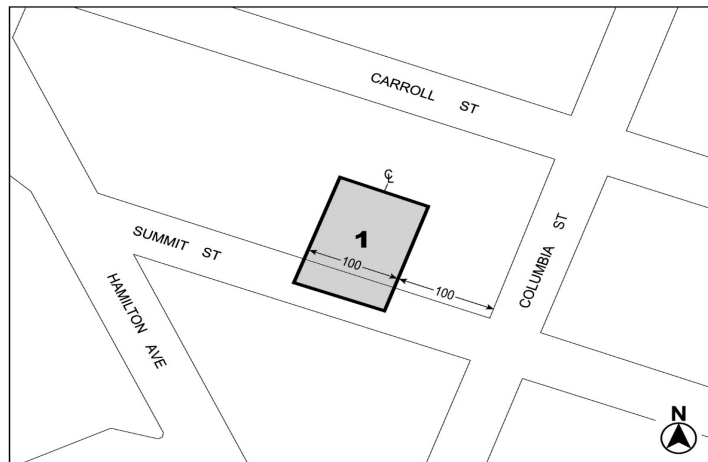 CARROLL ST
℄
SUMMIT ST
1
100
100
COLUMBIA ST
HAMILTON AVE
N